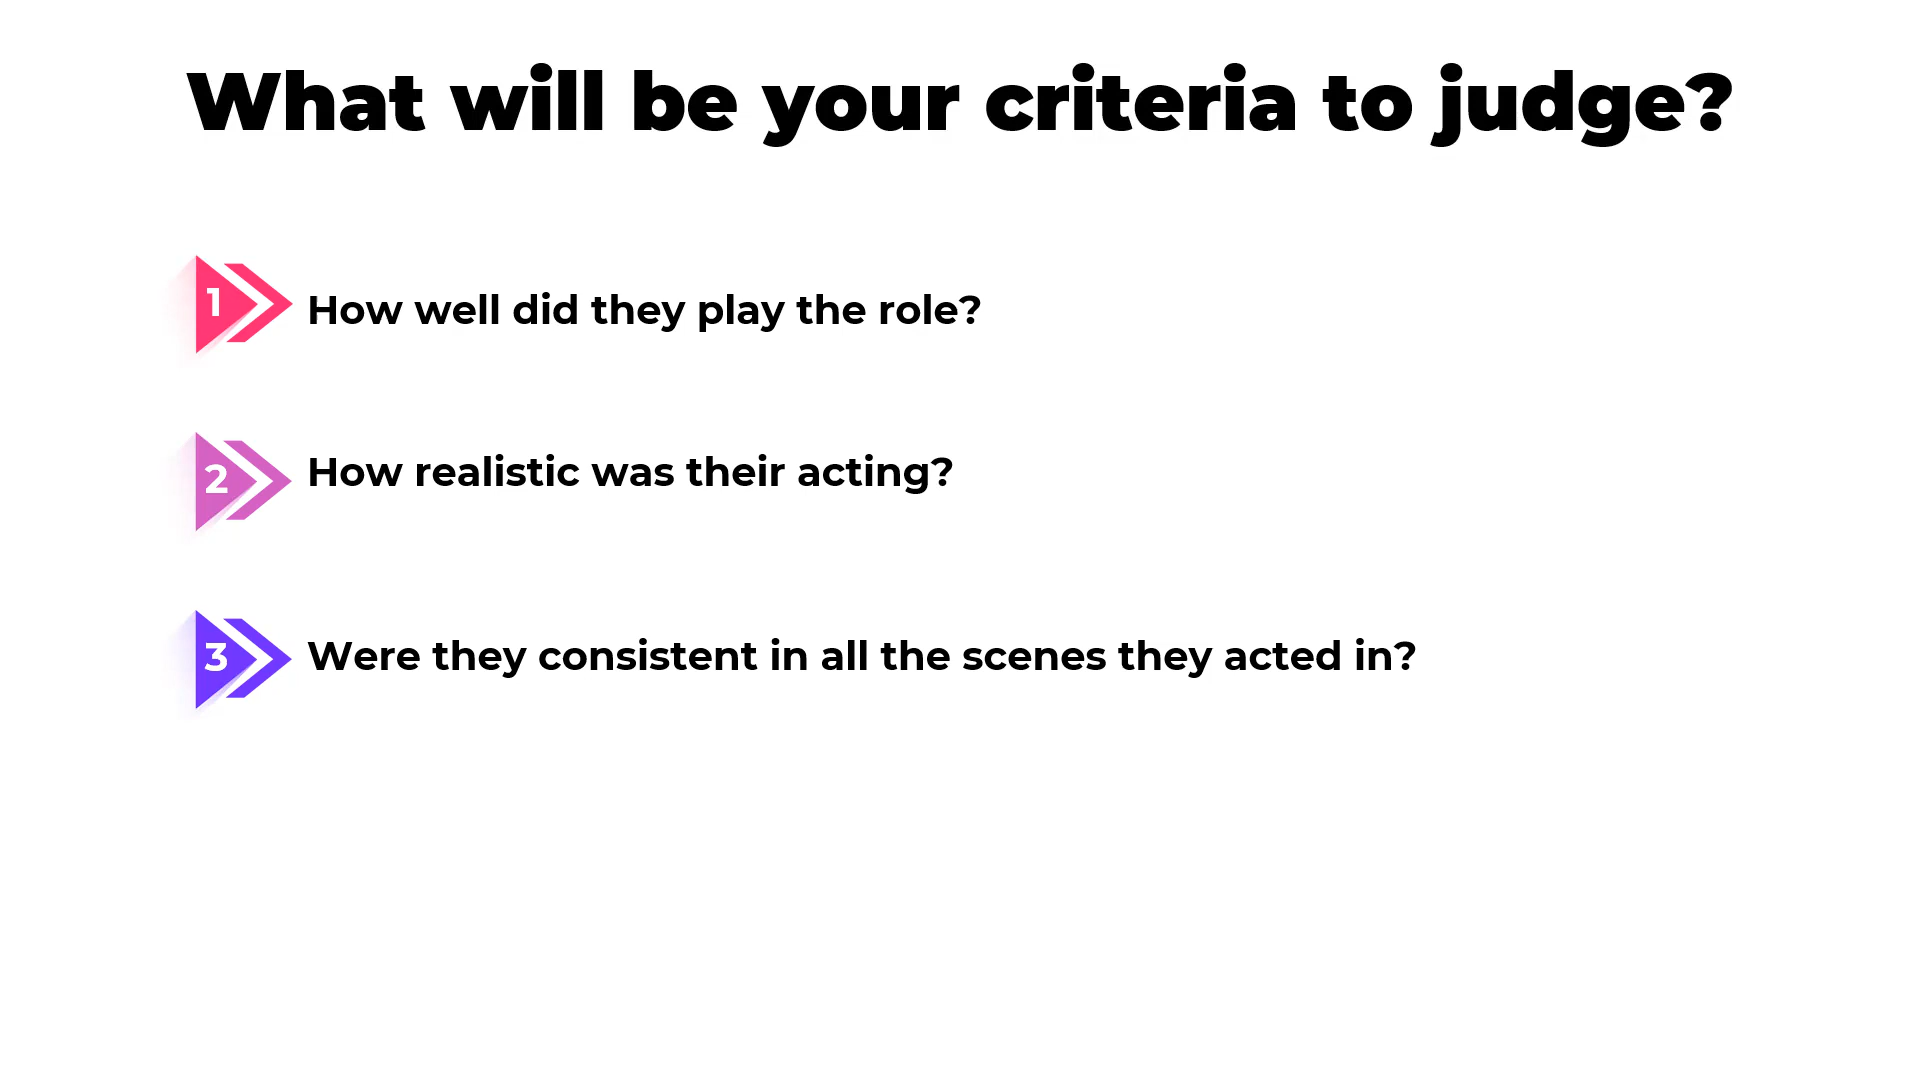 What will be your criteria to judge?
1 How well did they play the role?
2 How realistic was their acting?
3 Were they consistent in all the scenes they acted in?